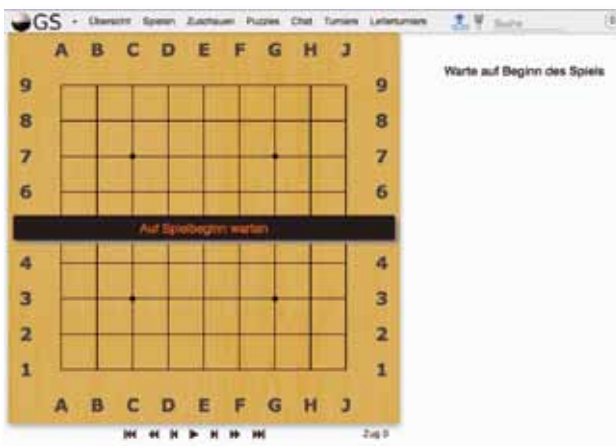 GS Übersicht Spielen Zuschauen Puzzles Chat Turniere Leiterturniere Suche
A B C D E F G H J
Warte auf Beginn des Spiels
9 9
8 8
7 7
6 6
Auf Spielbeginn warten
4 4
3 3
2 2
1 1
A B C D E F G H J
Zug 0